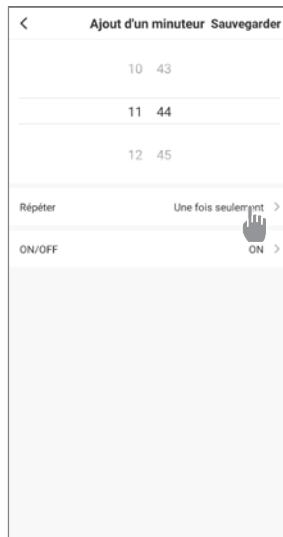 Ajout d'un minuteur Sauvegarder
10 43
11 44
12 45
Répéter Une fois seulement
ON/OFF ON